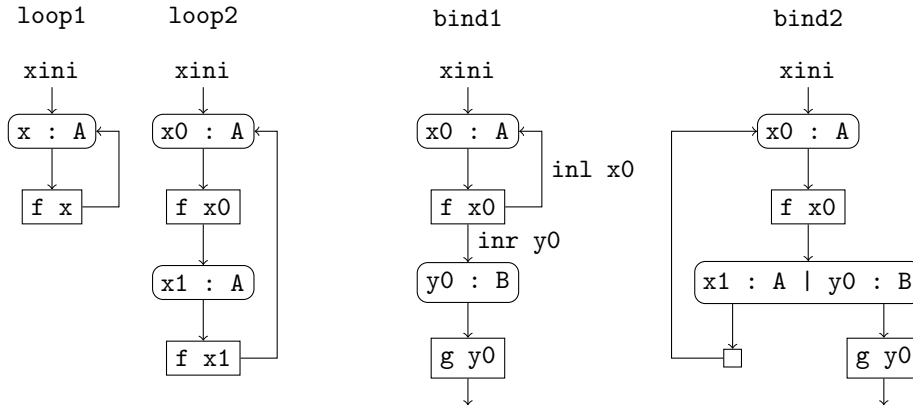 loop1 loop2 bind1 bind2
xini xini xini xini
x : A x0 : A x0 : A x0 : A
inl x0
f x f x0 f x0 f x0
inr y0
x1 : A y0 : B x1 : A | y0 : B
f x1 g y0 g y0